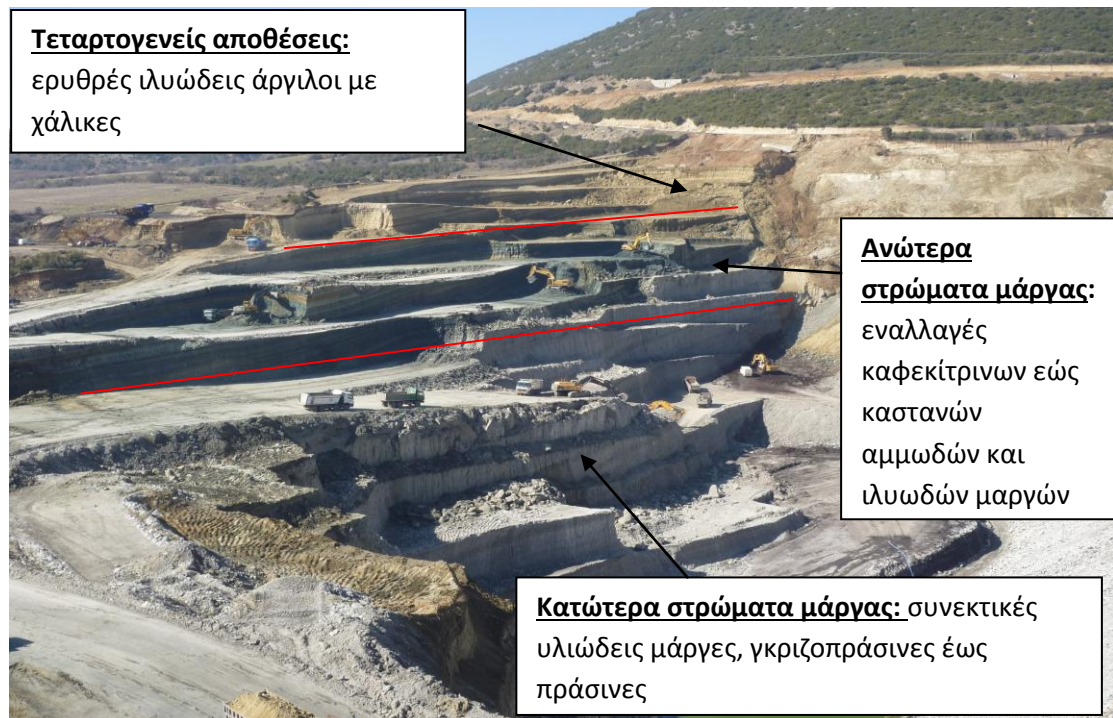 Τεταρτογενείς αποθέσεις:
ερυθρές ιλυώδεις άργιλοι με
χάλικες
Ανώτερα
στρώματα μάργας:
εναλλαγές
καφεκίτρινων εώς
καστανών
αμμωδών και
ιλυωδών μαργών
Κατώτερα στρώματα μάργας: συνεκτικές
υλιώδεις μάργες, γκριζοπράσινες έως
πράσινες